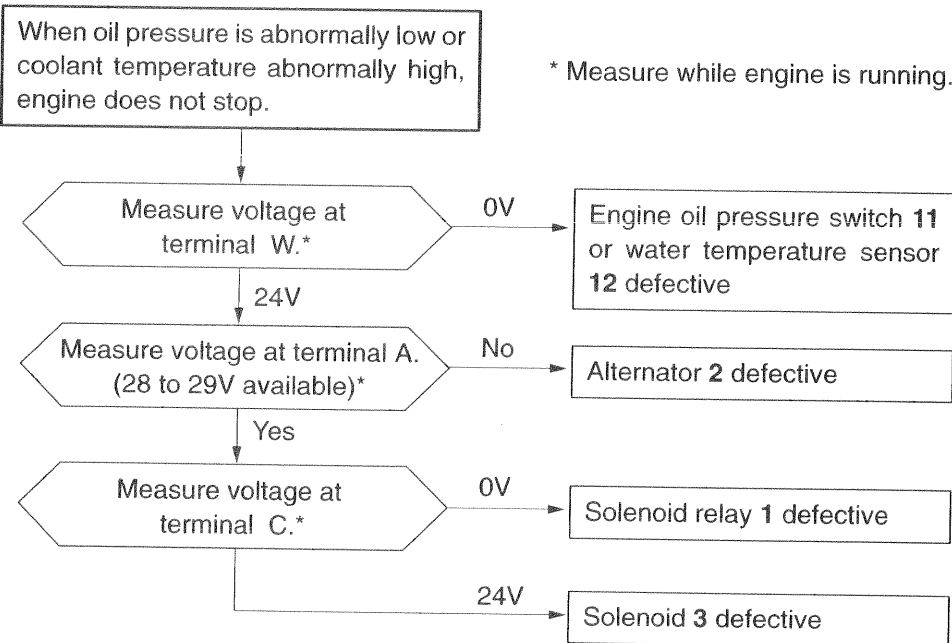 When oil pressure is abnormally low or
coolant temperature abnormally high,
engine does not stop.
* Measure while engine is running.
Measure voltage at
terminal W.*
0V
Engine oil pressure switch 11
or water temperature sensor
12 defective
24V
Measure voltage at terminal A.
(28 to 29V available)*
No
Alternator 2 defective
Yes
Measure voltage at
terminal C.*
0V
Solenoid relay 1 defective
24V
Solenoid 3 defective